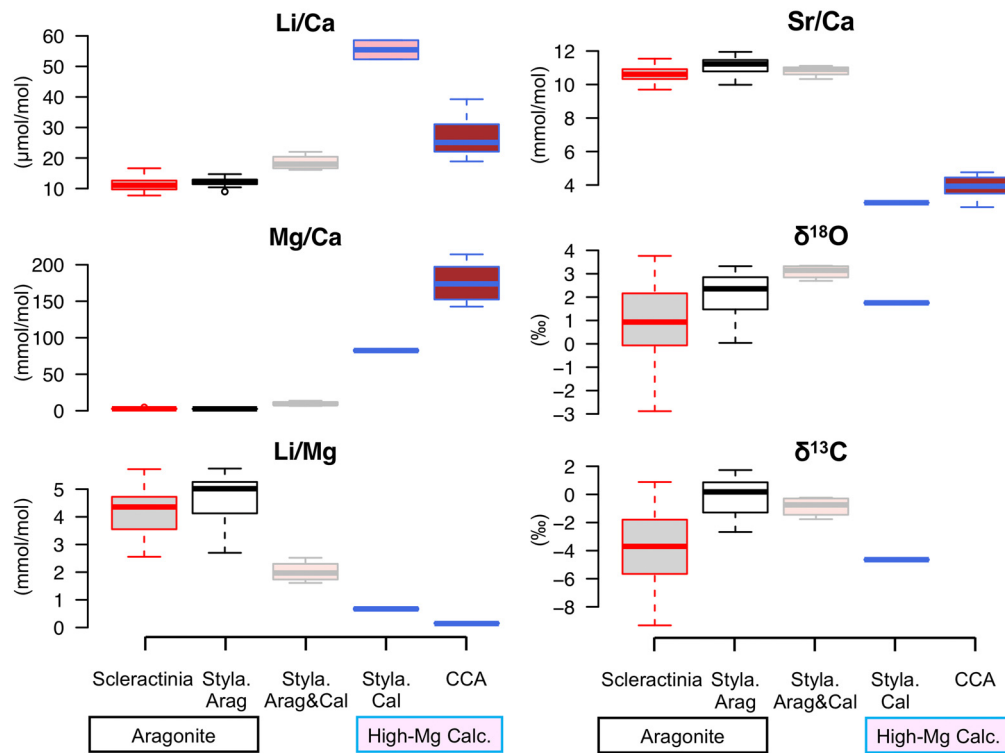 Li/Ca
(μmol/mol)
60
50
40
30
20
10
Mg/Ca
(mmol/mol)
200
150
100
50
0
Li/Mg
(mmol/mol)
5
4
3
2
1
0
Scleractinia
Styla.
Arag
Styla.
Arag&Cal
Styla.
Cal
CCA
Aragonite
High-Mg Calc.
Sr/Ca
(mmol/mol)
12
10
8
6
4
δ¹⁸O
(‰)
4
3
2
1
0
−1
−2
−3
δ¹³C
(‰)
2
0
−2
−4
−6
−8
Scleractinia
Styla.
Arag
Styla.
Arag&Cal
Styla.
Cal
CCA
Aragonite
High-Mg Calc.